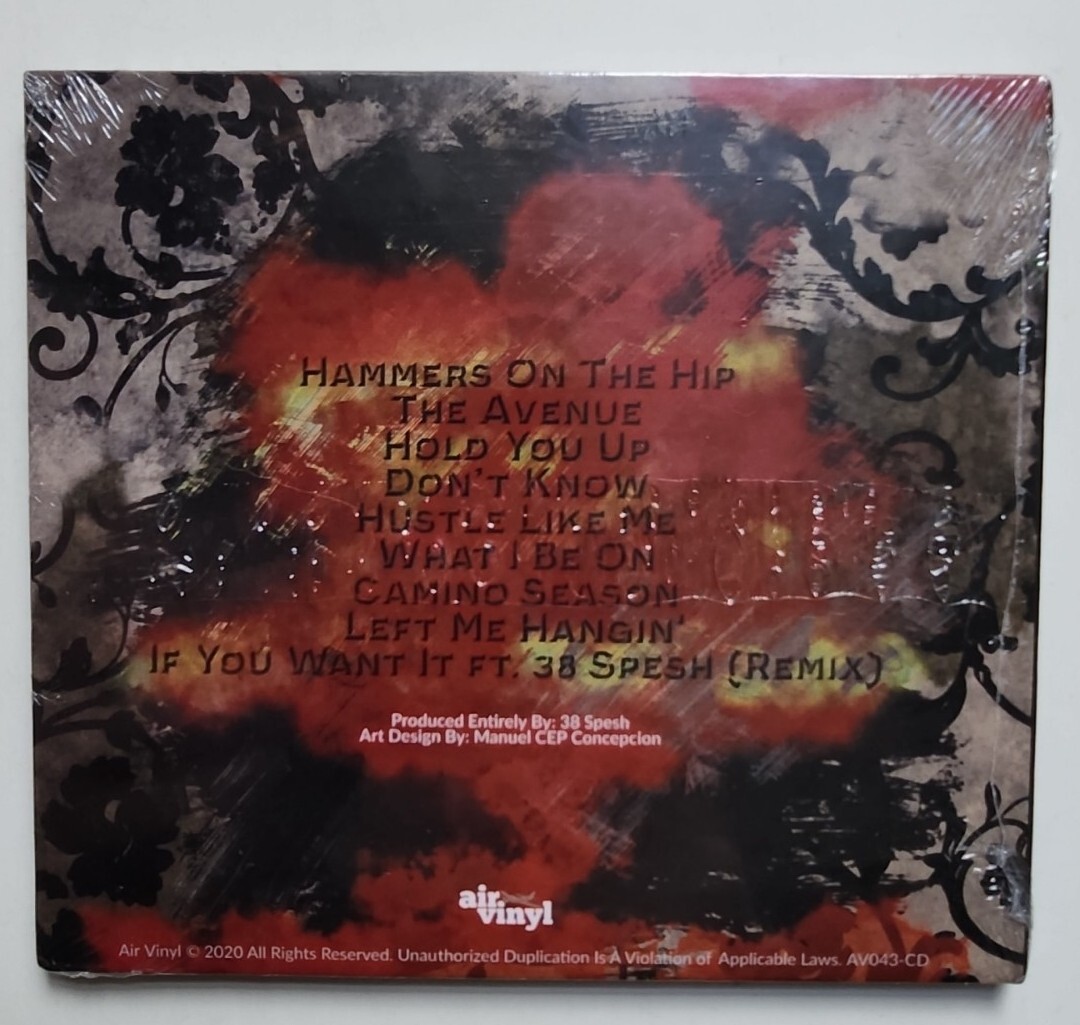 Hammers On The Hip
The Avenue
Hold You Up
Don't Know
Hustle Like Me
What I Be On
Camino Season
Left Me Hangin'
If You Want It ft. 38 Spesh (Remix)
Produced Entirely By: 38 Spesh
Art Design By: Manuel CEP Concepcion
air
vinyl
Air Vinyl © 2020 All Rights Reserved. Unauthorized Duplication Is A Violation of Applicable Laws. AV043-CD